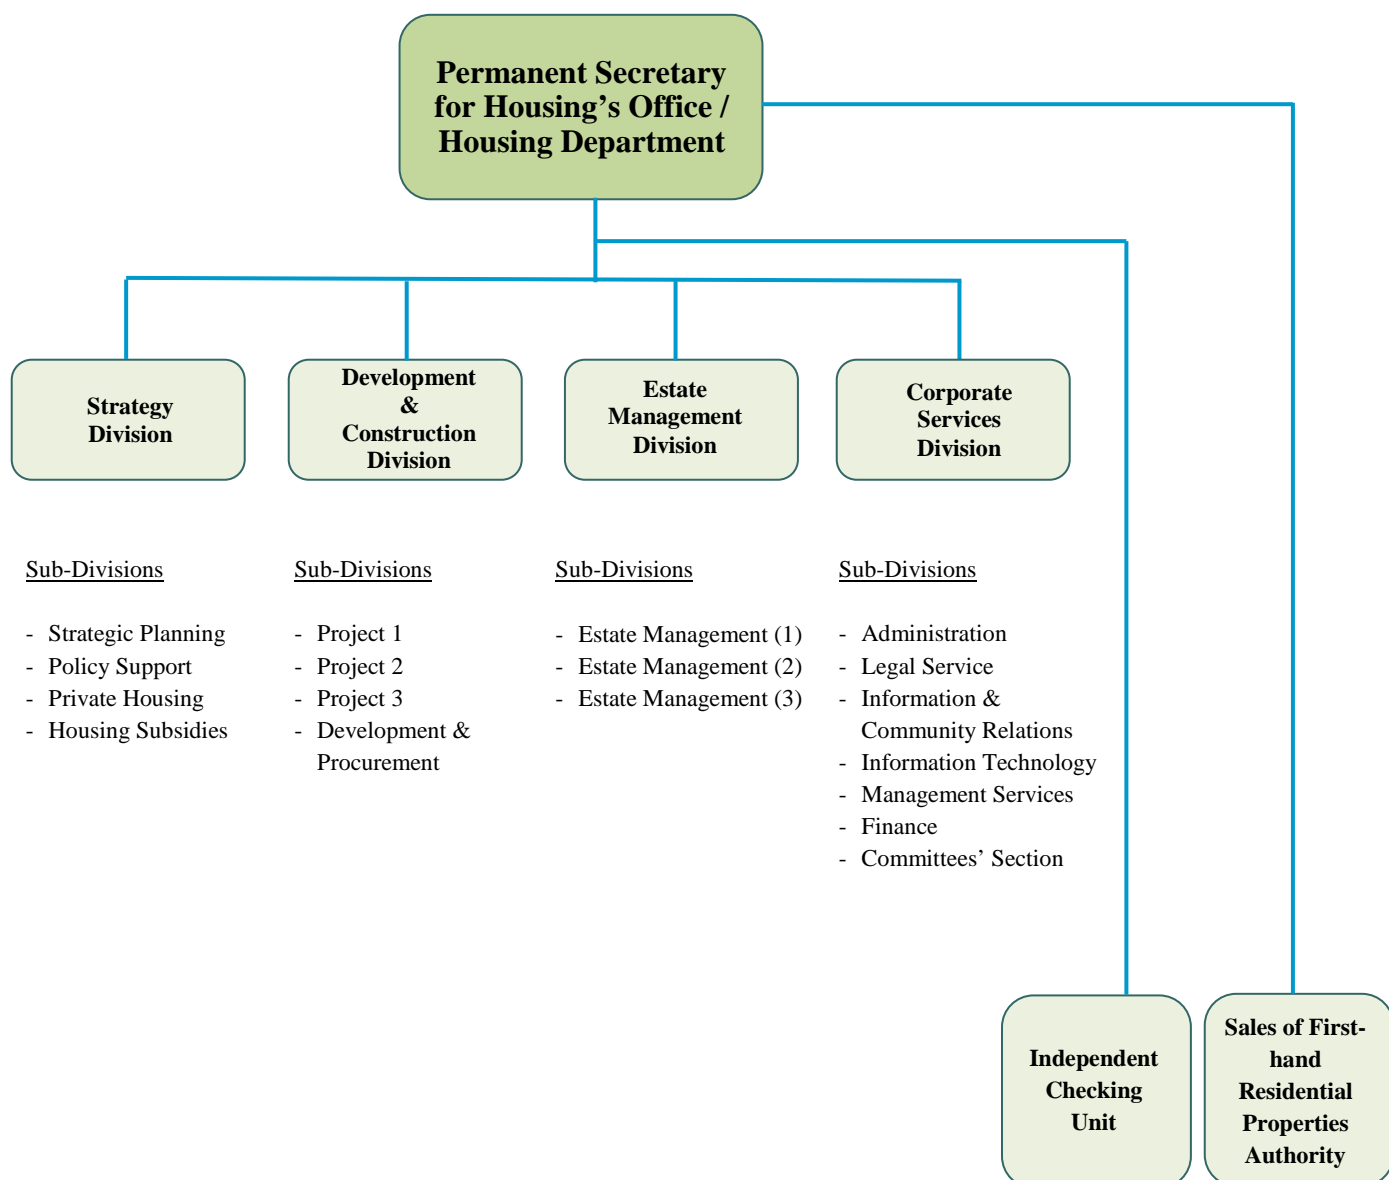 Permanent Secretary
for Housing’s Office /
Housing Department
Strategy
Division
Development
&
Construction
Division
Estate
Management
Division
Corporate
Services
Division
Sub-Divisions
- Strategic Planning
- Policy Support
- Private Housing
- Housing Subsidies
Sub-Divisions
- Project 1
- Project 2
- Project 3
- Development &
Procurement
Sub-Divisions
- Estate Management (1)
- Estate Management (2)
- Estate Management (3)
Sub-Divisions
- Administration
- Legal Service
- Information &
Community Relations
- Information Technology
- Management Services
- Finance
- Committees’ Section
Independent
Checking
Unit
Sales of First-
hand
Residential
Properties
Authority